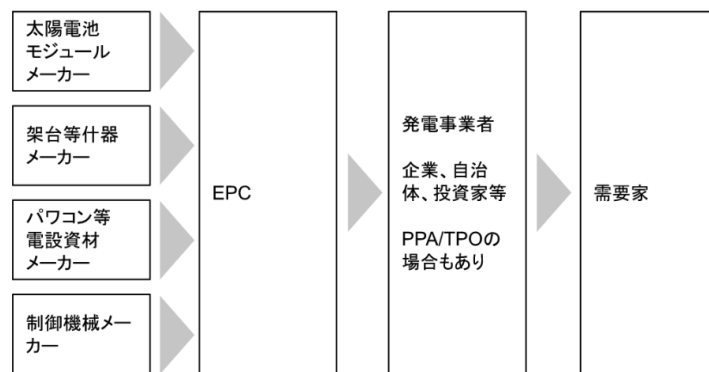 太陽電池
モジュール
メーカー
架台等什器
メーカー
パワコン等
電設資材
メーカー
制御機械メー
カー
EPC
発電事業者
企業、自治
体、投資家等
PPA/TPOの
場合もあり
需要家